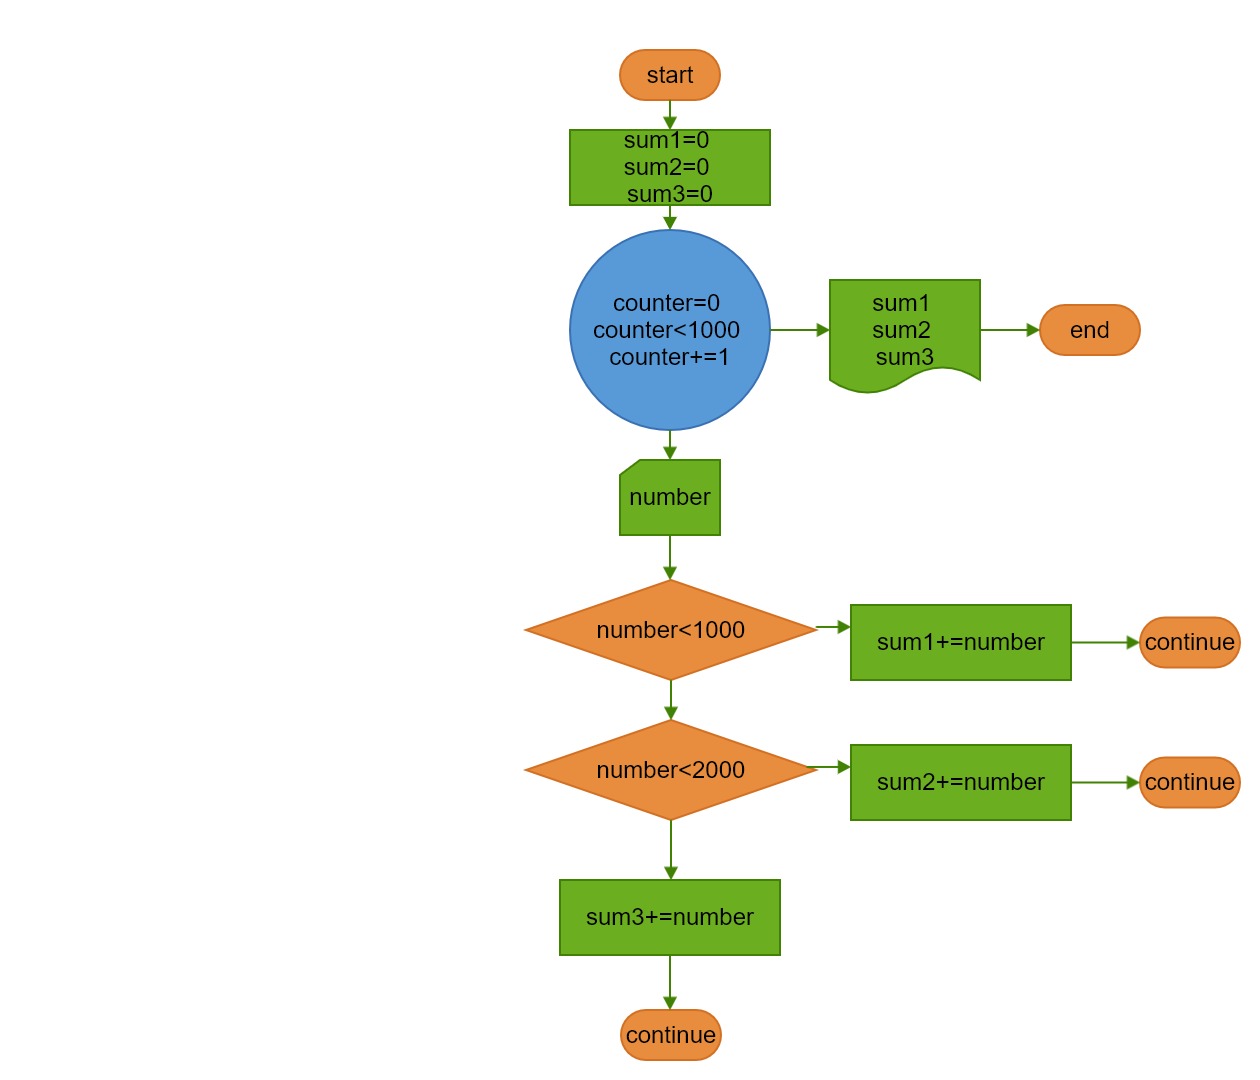 start
sum1=0
sum2=0
sum3=0
counter=0
counter<1000
counter+=1
sum1
sum2
sum3
end
number
number<1000
sum1+=number
continue
number<2000
sum2+=number
continue
sum3+=number
continue